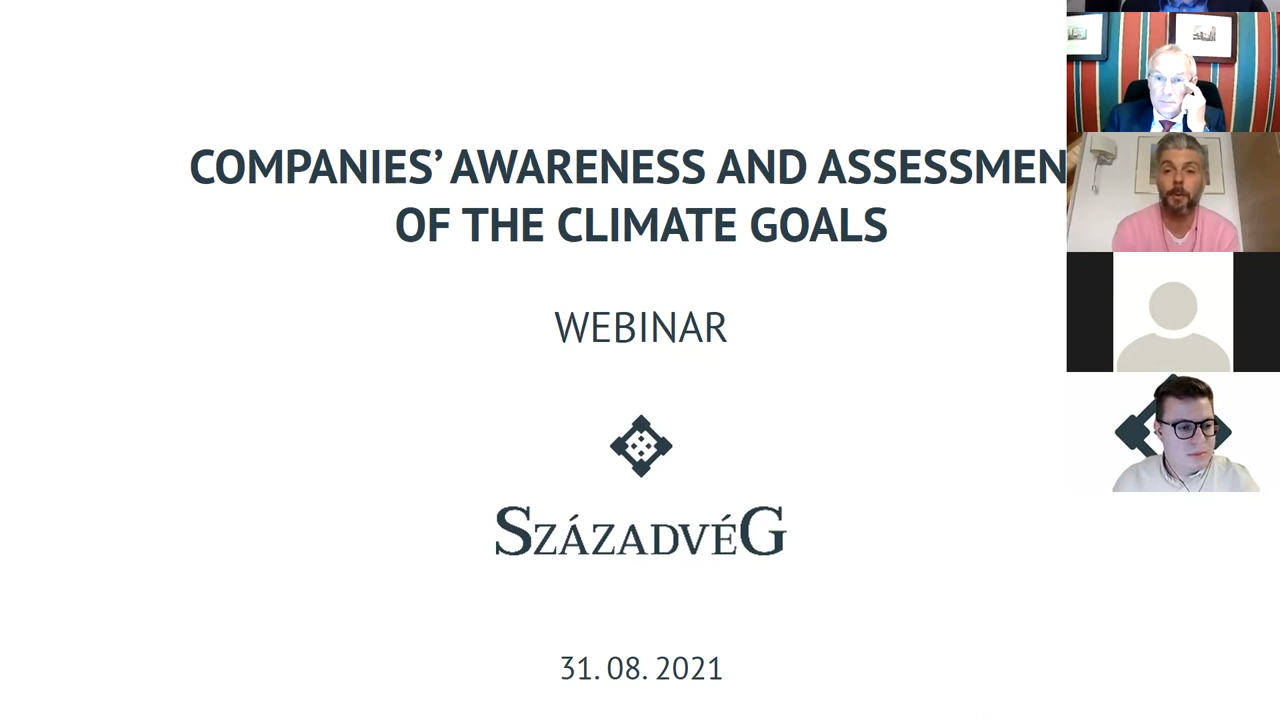 COMPANIES’ AWARENESS AND ASSESSMEN
OF THE CLIMATE GOALS
WEBINAR
SZÁZADVÉG
31. 08. 2021